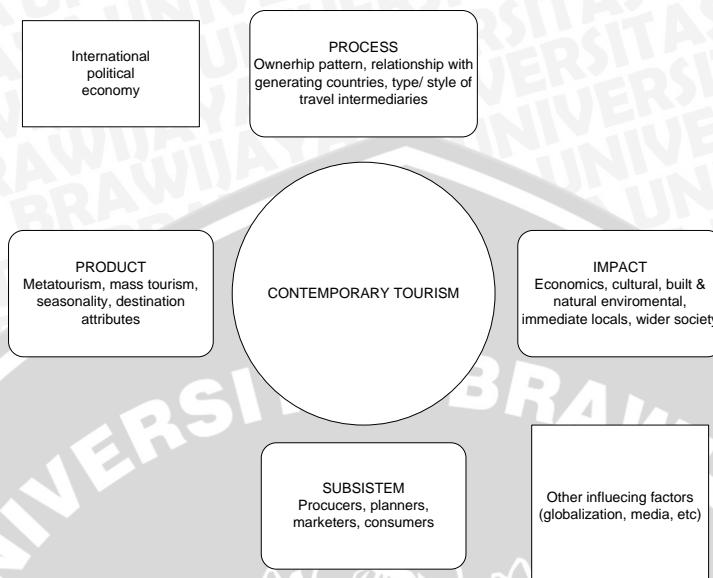 International
political
economy
PROCESS
Ownerhip pattern, relationship with
generating countries, type/ style of
travel intermediaries
PRODUCT
Metatourism, mass tourism,
seasonality, destination
attributes
CONTEMPORARY TOURISM
IMPACT
Economics, cultural, built &
natural enviromental,
immediate locals, wider society
SUBSISTEM
Procucers, planners,
marketers, consumers
Other influecing factors
(globalization, media, etc)